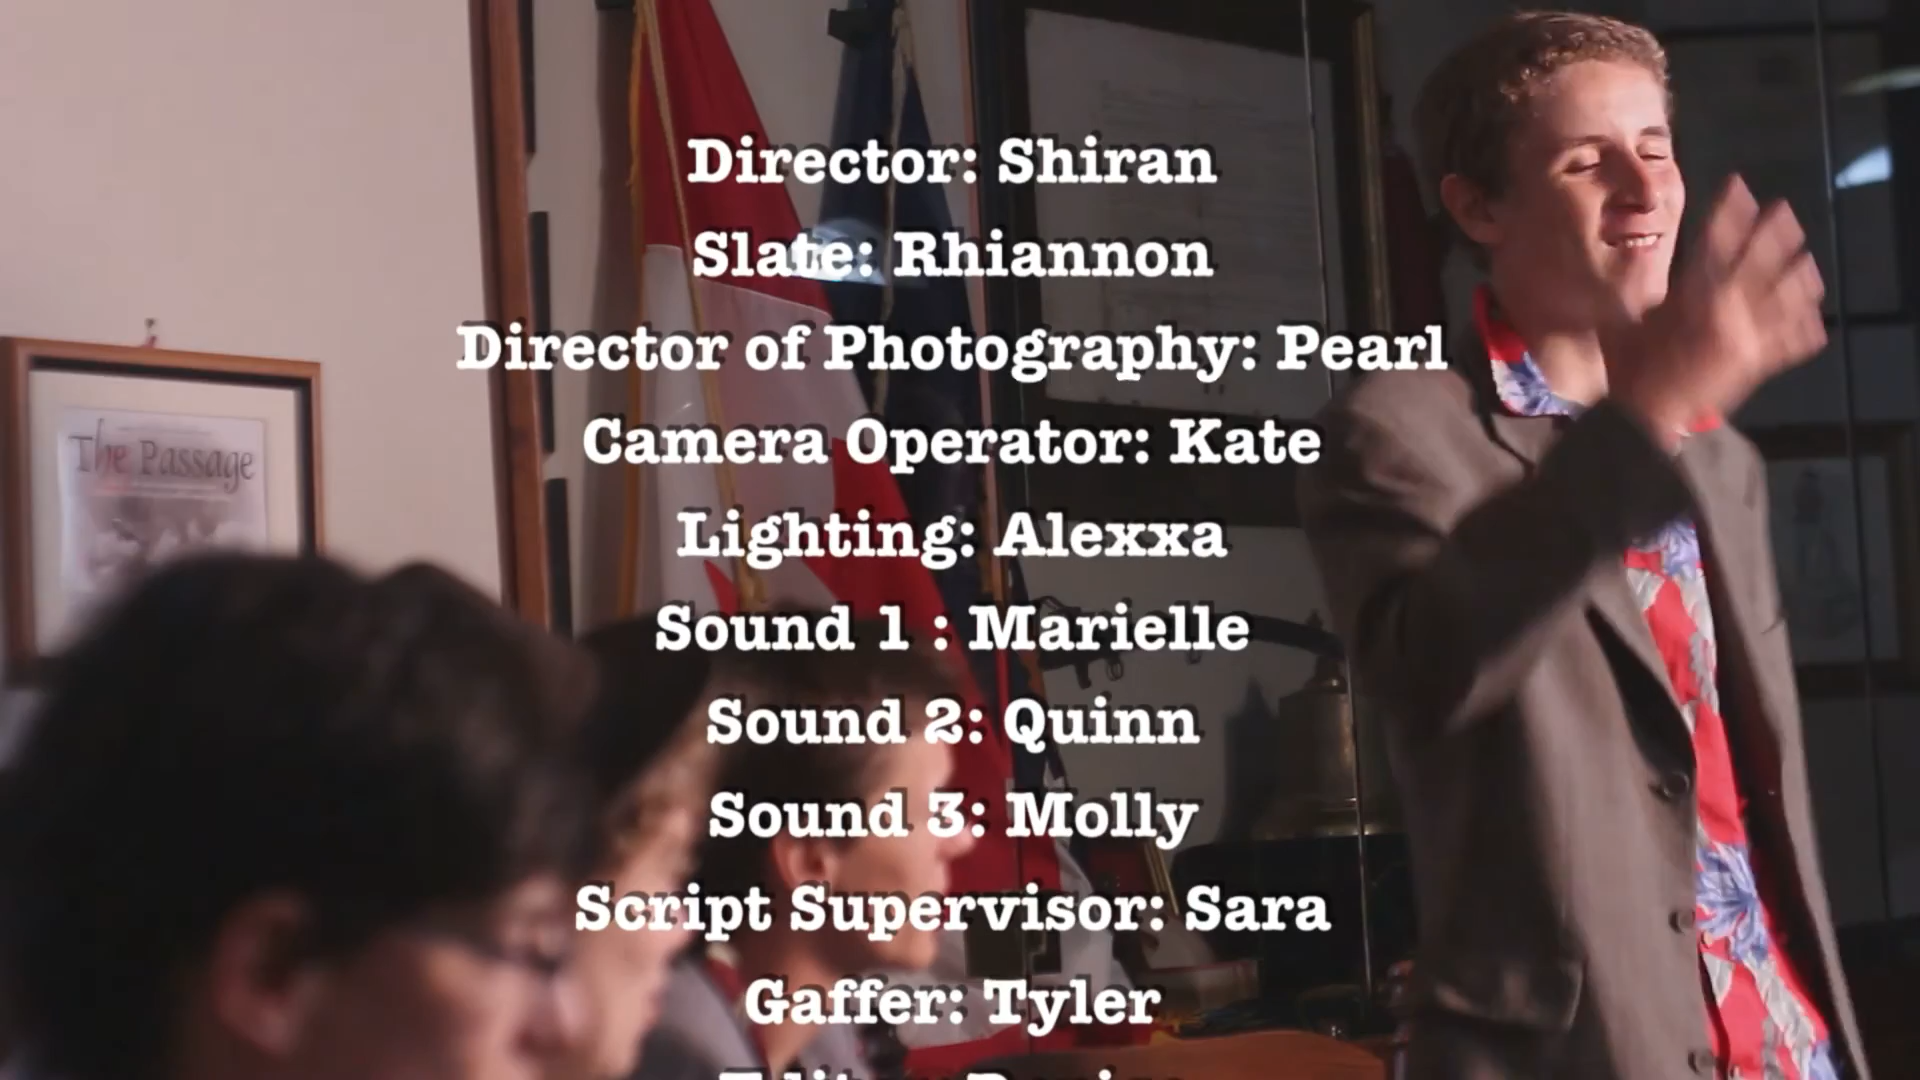 Director: Shiran
Slate: Rhiannon
Director of Photography: Pearl
Camera Operator: Kate
Lighting: Alexxa
The Passage
Sound 1 : Marielle
Sound 2: Quinn
Sound 3: Molly
Script Supervisor: Sara
Gaffer: Tyler